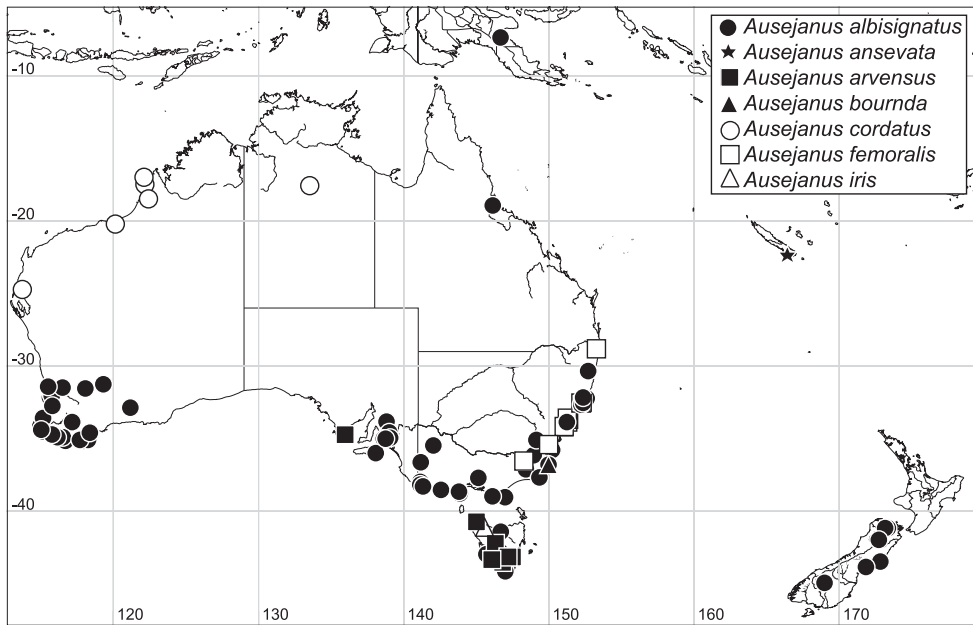 Ausejanus albisignatus
Ausejanus ansevata
Ausejanus arvensus
Ausejanus bournda
Ausejanus cordatus
Ausejanus femoralis
Ausejanus iris
-10
-20
-30
-40
120
130
140
150
160
170